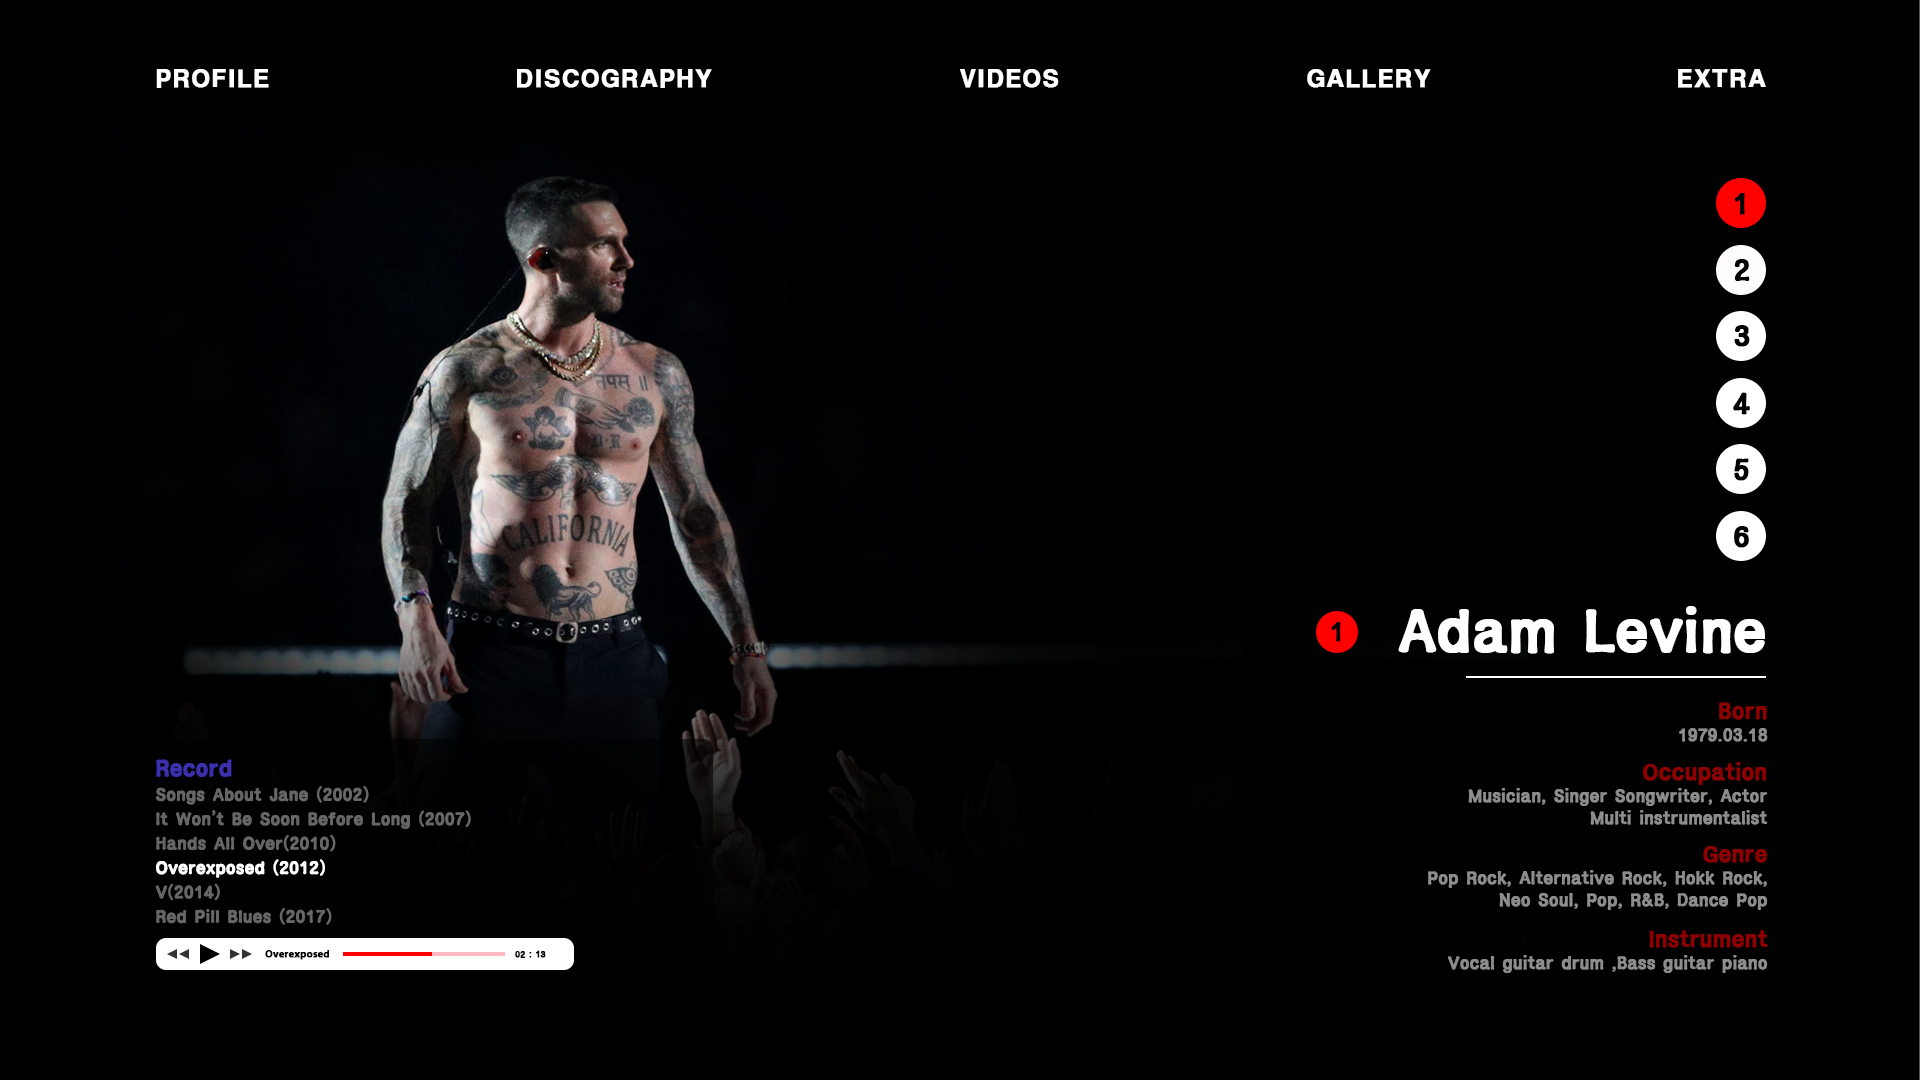 PROFILE DISCOGRAPHY VIDEOS GALLERY EXTRA
1
2
3
4
5
6
तपस् ॥
CALIFORNIA
1 Adam Levine
Born
1979.03.18
Occupation
Musician, Singer Songwriter, Actor
Multi instrumentalist
Genre
Pop Rock, Alternative Rock, Hokk Rock,
Neo Soul, Pop, R&B, Dance Pop
Instrument
Vocal guitar drum ,Bass guitar piano
Record
Songs About Jane (2002)
It Won't Be Soon Before Long (2007)
Hands All Over(2010)
Overexposed (2012)
V(2014)
Red Pill Blues (2017)
Overexposed 02 : 13